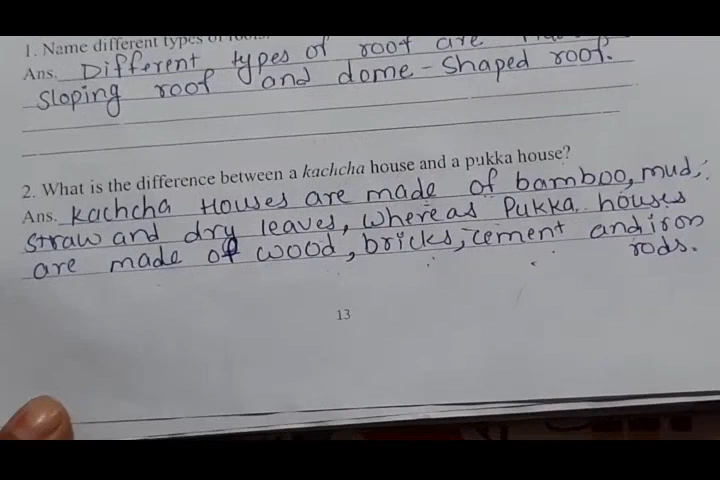 1. Name different types of roofs.
Ans. Different types of roof are
sloping roof and dome-shaped roof.
2. What is the difference between a kachcha house and a pukka house?
Ans. Kachcha Houses are made of bamboo, mud,
straw and dry leaves, whereas Pukka houses
are made of wood, bricks, cement and iron
rods.
13